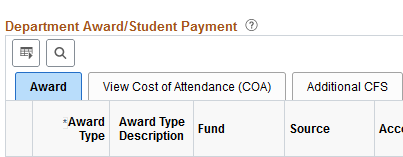 Department Award/Student Payment ?
Award View Cost of Attendance (COA) Additional CFS
*Award Type Award Type Description Fund Source Acc